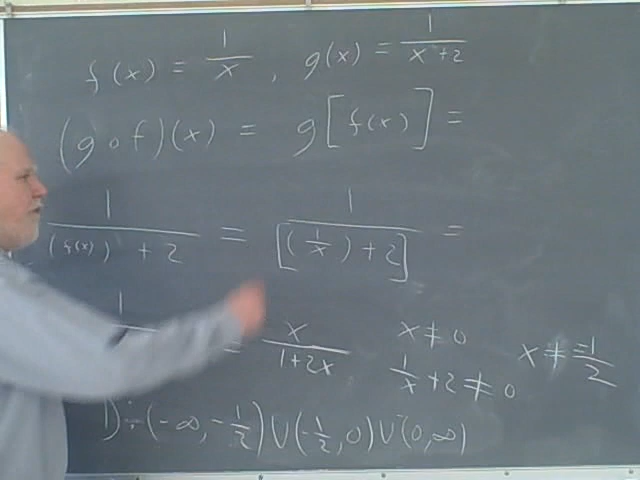 f(x) = 1/x , g(x) = 1/(x+2)
(g ∘ f)(x) = g[f(x)] =
1/((f(x)) + 2) = 1/[(1/x) + 2] =
1 = x/(1+2x) x ≠ 0
1/x + 2 ≠ 0 x ≠ -1/2
D: (-∞, -1/2) ∪ (-1/2, 0) ∪ (0, ∞)